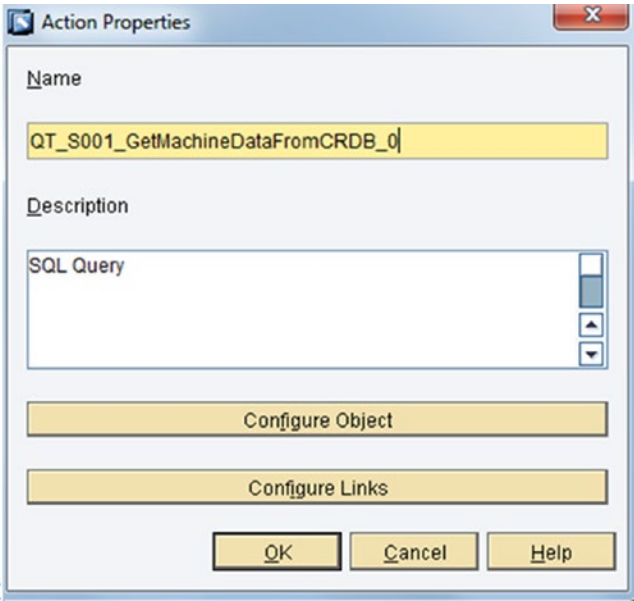 Action Properties
Name
QT_S001_GetMachineDataFromCRDB_0
Description
SQL Query
Configure Object
Configure Links
OK Cancel Help